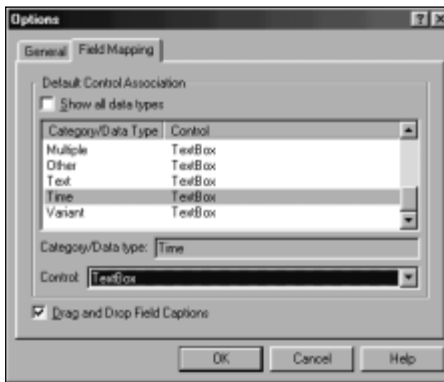 Options
General Field Mapping
Default Control Association
Show all data types
Category/Data Type Control
Multiple TextBox
Other TextBox
Text TextBox
Time TextBox
Variant TextBox
Category/Data type: Time
Control: TextBox
Drag and Drop Field Captions
OK Cancel Help